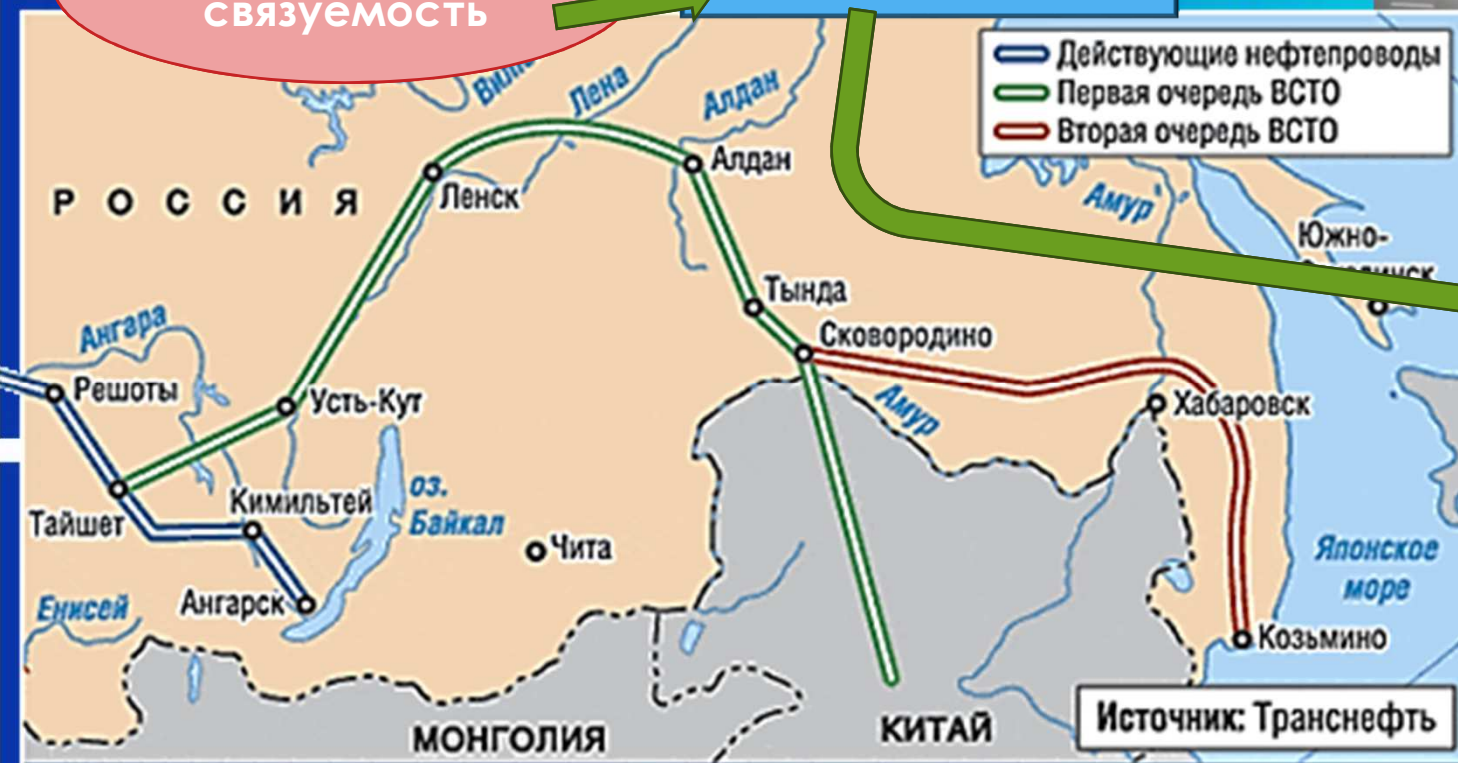 связуемость
Действующие нефтепроводы
Первая очередь ВСТО
Вторая очередь ВСТО
Лена
Алдан
Алдан
Ленск
РОССИЯ
Амур
Южно-
Тында
Сковородино
Ангара
Решоты
Усть-Кут
Амур
Хабаровск
Тайшет
Кимильтей
оз.
Байкал
Чита
Японское
море
Енисей
Ангарск
Козьмино
МОНГОЛИЯ
КИТАЙ
Источник: Транснефть